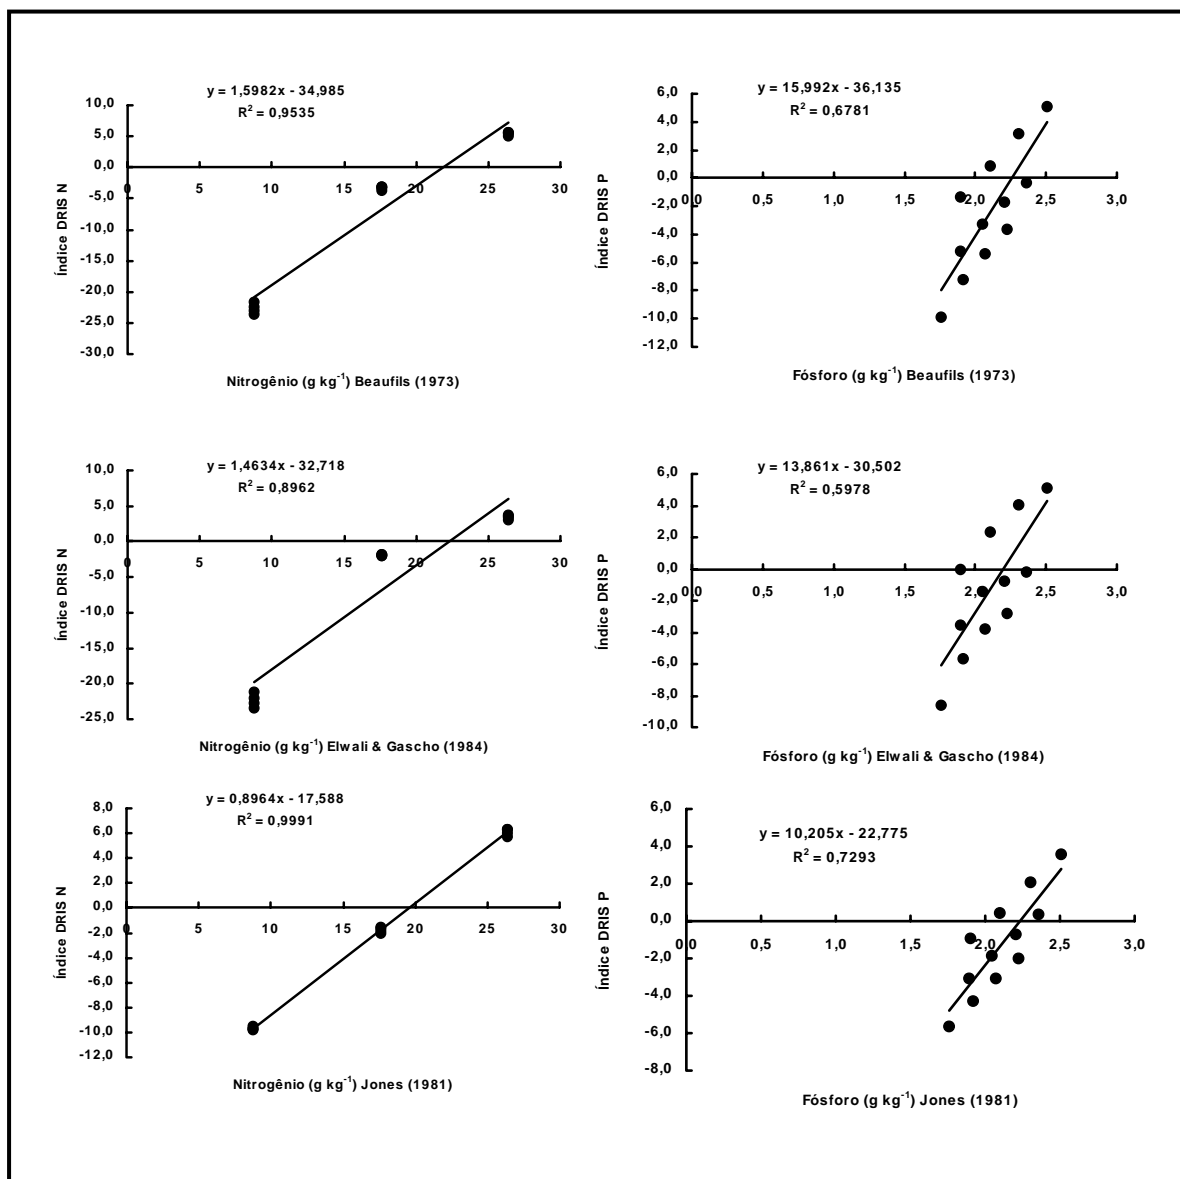 y = 1,5982x - 34,985
R² = 0,9535
10,0
5,0
0,0
-5,0
-10,0
-15,0
-20,0
-25,0
-30,0
0 5 10 15 20 25 30
Índice DRIS N
Nitrogênio (g kg⁻¹) Beaufils (1973)
y = 15,992x - 36,135
R² = 0,6781
6,0
4,0
2,0
0,0
-2,0
-4,0
-6,0
-8,0
-10,0
-12,0
0,0 0,5 1,0 1,5 2,0 2,5 3,0
Índice DRIS P
Fósforo (g kg⁻¹) Beaufils (1973)
y = 1,4634x - 32,718
R² = 0,8962
10,0
5,0
0,0
-5,0
-10,0
-15,0
-20,0
-25,0
0 5 10 15 20 25 30
Índice DRIS N
Nitrogênio (g kg⁻¹) Elwali & Gascho (1984)
y = 13,861x - 30,502
R² = 0,5978
6,0
4,0
2,0
0,0
-2,0
-4,0
-6,0
-8,0
-10,0
0,0 0,5 1,0 1,5 2,0 2,5 3,0
Índice DRIS P
Fósforo (g kg⁻¹) Elwali & Gascho (1984)
y = 0,8964x - 17,588
R² = 0,9991
8,0
6,0
4,0
2,0
0,0
-2,0
-4,0
-6,0
-8,0
-10,0
-12,0
0 5 10 15 20 25 30
Índice DRIS N
Nitrogênio (g kg⁻¹) Jones (1981)
y = 10,205x - 22,775
R² = 0,7293
6,0
4,0
2,0
0,0
-2,0
-4,0
-6,0
-8,0
0,0 0,5 1,0 1,5 2,0 2,5 3,0
Índice DRIS P
Fósforo (g kg⁻¹) Jones (1981)